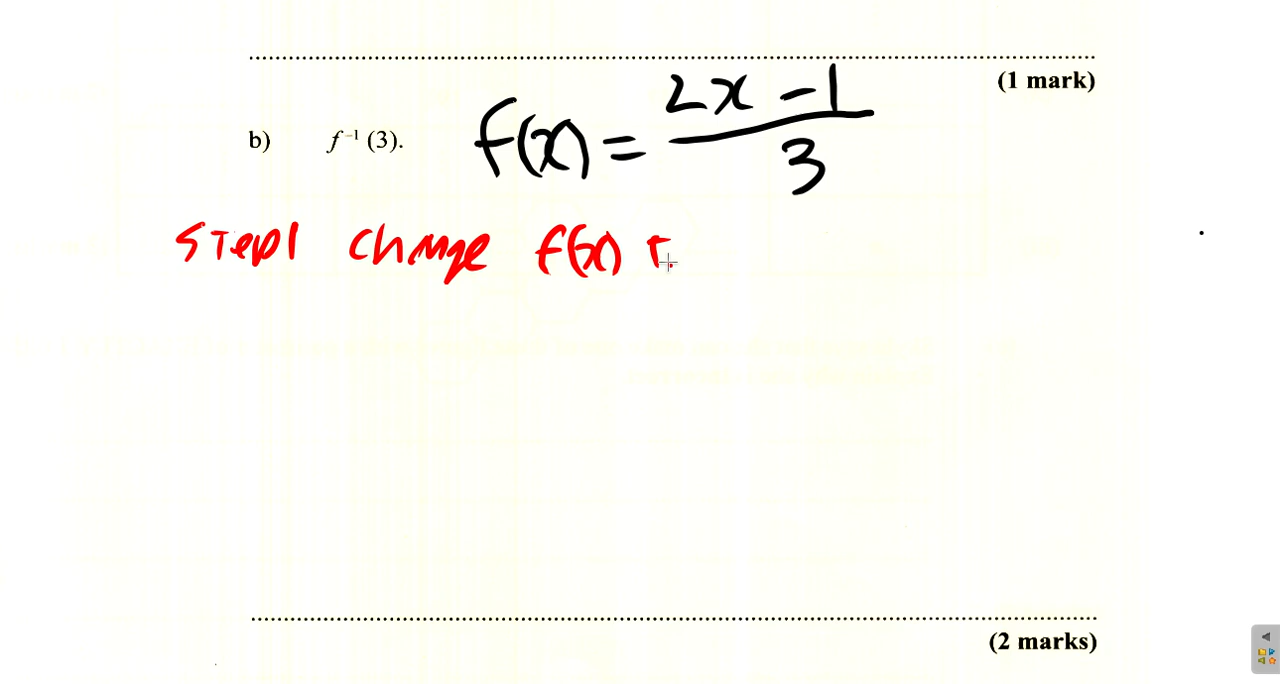 (1 mark)
b) f⁻¹ (3). f(x) = 2x - 1 / 3
Step1 change f(x)
(2 marks)